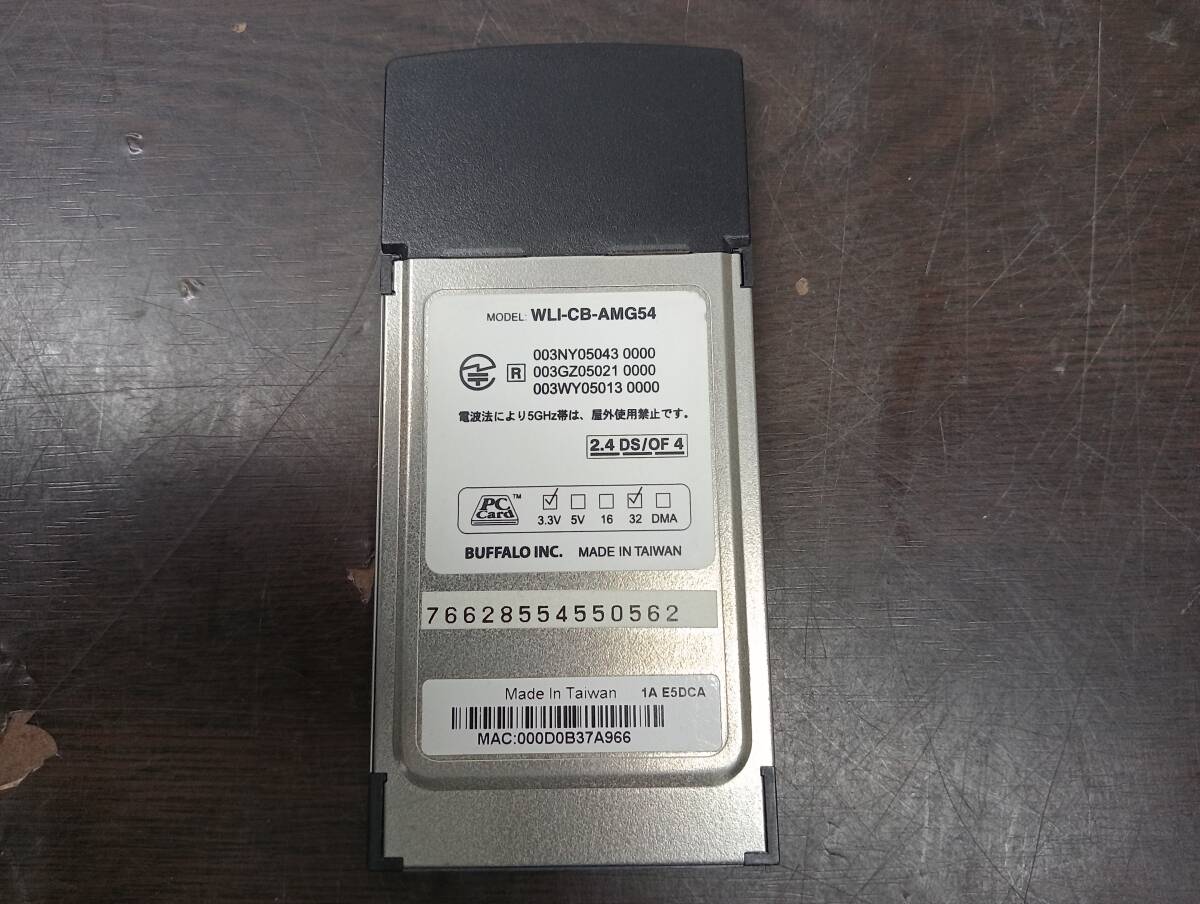 MODEL: WLI-CB-AMG54
003NY05043 0000
R 003GZ05021 0000
003WY05013 0000
電波法により5GHz帯は、屋外使用禁止です。
2.4 DS/OF 4
PC Card™
3.3V 5V 16 32 DMA
BUFFALO INC. MADE IN TAIWAN
76628554550562
Made In Taiwan 1A E5DCA
MAC:000D0B37A966